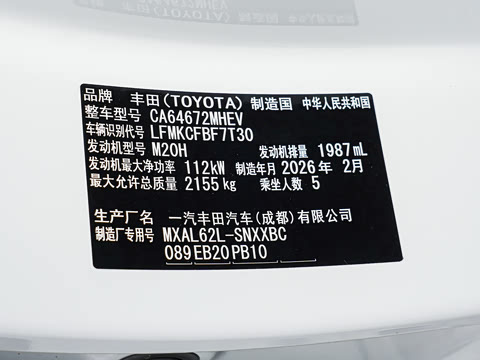 品牌 丰田(TOYOTA) 制造国 中华人民共和国
整车型号 CA64672MHEV
车辆识别代号 LFMKCFBF7T30
发动机型号 M20H 发动机排量 1987 mL
发动机最大净功率 112kW 制造年月 2026年 2月
最大允许总质量 2155 kg 乘坐人数 5
生产厂名 一汽丰田汽车(成都)有限公司
制造厂专用号 MXAL62L-SNXXBC
089 EB20 PB10